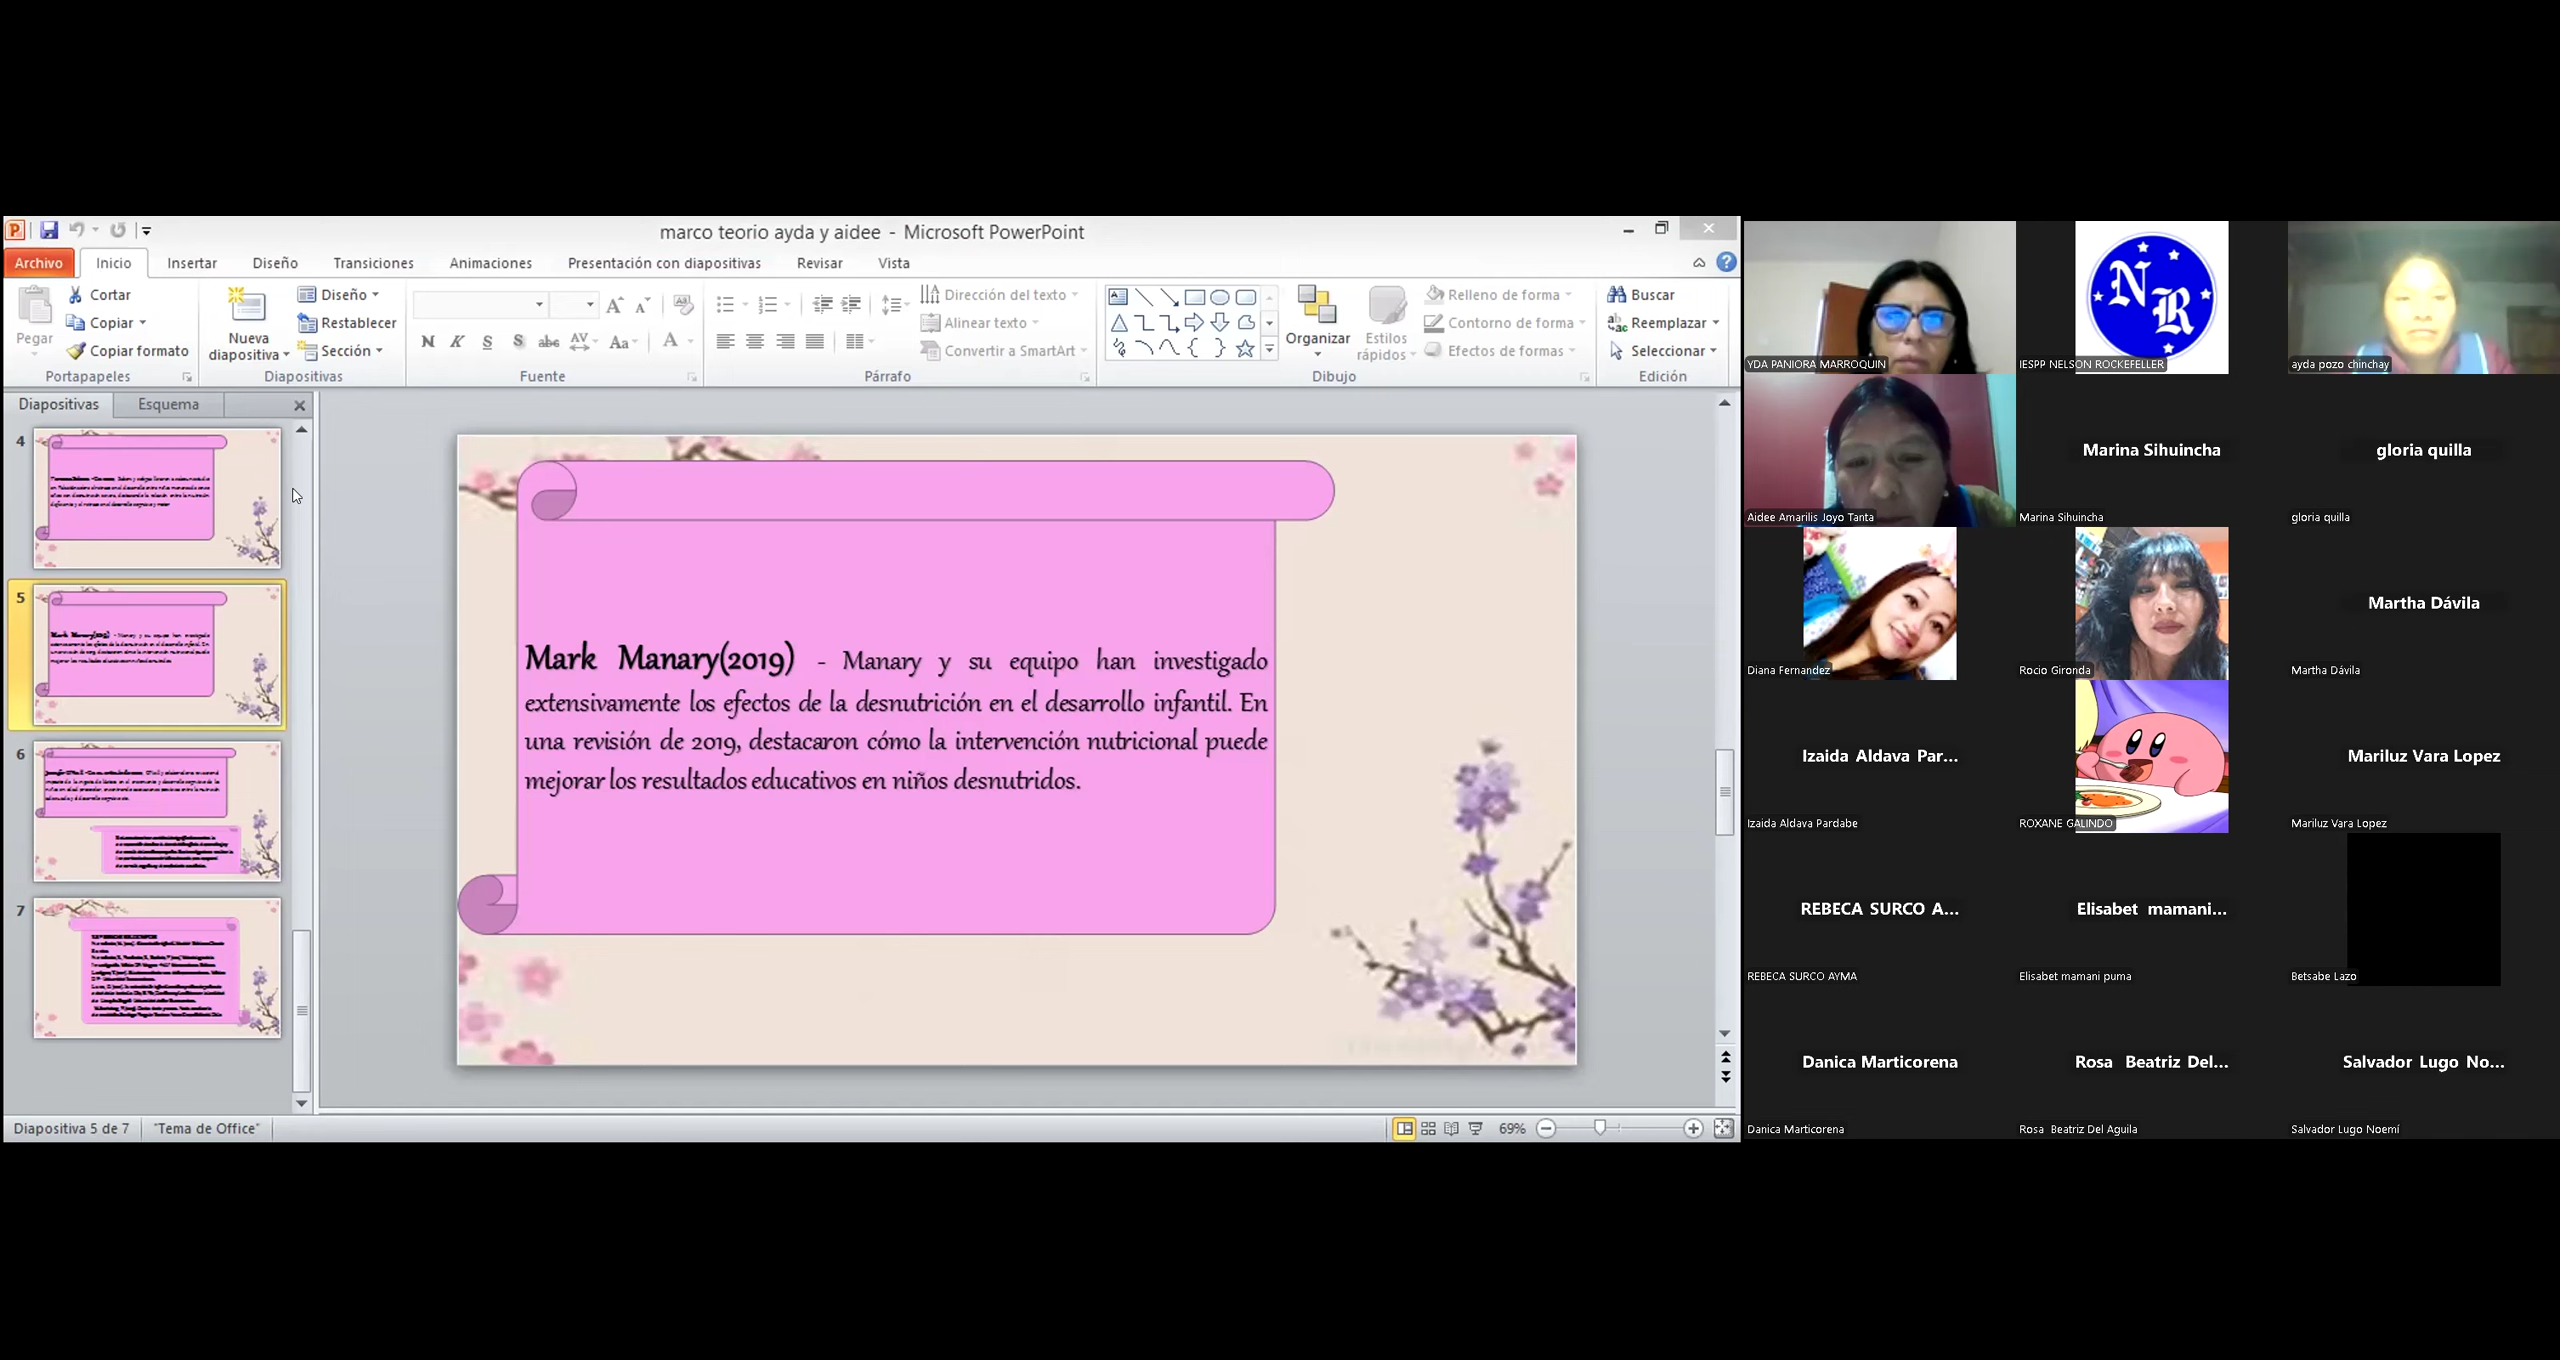 marco teorio ayda y aidee - Microsoft PowerPoint
Archivo Inicio Insertar Diseño Transiciones Animaciones Presentación con diapositivas Revisar Vista
Pegar
Cortar
Copiar
Copiar formato
Portapapeles
Nueva
diapositiva
Diseño
Restablecer
Sección
Diapositivas
N K S S abc AV Aa A
Fuente
Dirección del texto
Alinear texto
Convertir a SmartArt
Párrafo
Organizar
Estilos
rápidos
Relleno de forma
Contorno de forma
Efectos de formas
Dibujo
Buscar
Reemplazar
Seleccionar
Edición
Diapositivas Esquema
4
5
6
7
Mark Manary(2019) - Manary y su equipo han investigado
extensivamente los efectos de la desnutrición en el desarrollo infantil. En
una revisión de 2019, destacaron cómo la intervención nutricional puede
mejorar los resultados educativos en niños desnutridos.
Diapositiva 5 de 7 "Tema de Office" 69%
YDA PANIORA MARROQUIN
N R
IESPP NELSON ROCKEFELLER
ayda pozo chinchay
Aidee Amarilis Joyo Tanta
Marina Sihuincha
Marina Sihuincha
gloria quilla
gloria quilla
Diana Fernandez
Rocio Gironda
Martha Dávila
Martha Dávila
Izaida Aldava Par...
Izaida Aldava Pardabe
ROXANE GALINDO
Mariluz Vara Lopez
Mariluz Vara Lopez
REBECA SURCO A...
REBECA SURCO AYMA
Elisabet mamani...
Elisabet mamani puma
Betsabe Lazo
Danica Marticorena
Danica Marticorena
Rosa Beatriz Del...
Rosa Beatriz Del Aguila
Salvador Lugo No...
Salvador Lugo Noemí